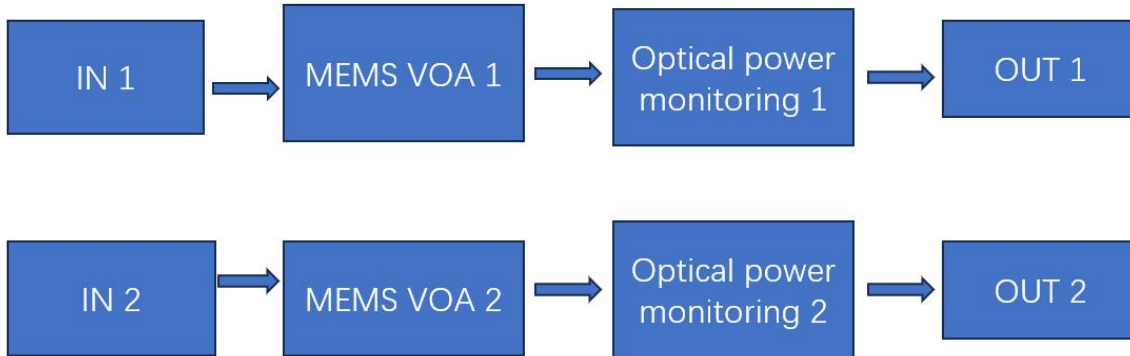 IN 1
MEMS VOA 1
Optical power
monitoring 1
OUT 1
IN 2
MEMS VOA 2
Optical power
monitoring 2
OUT 2